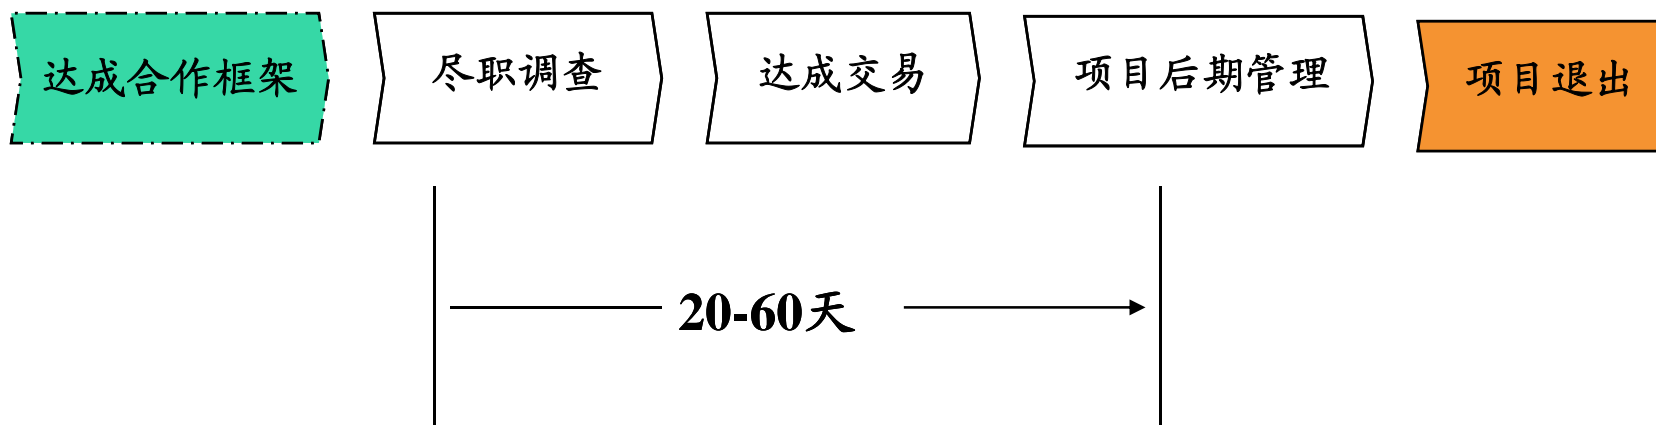 达成合作框架
尽职调查
达成交易
项目后期管理
项目退出
20-60天